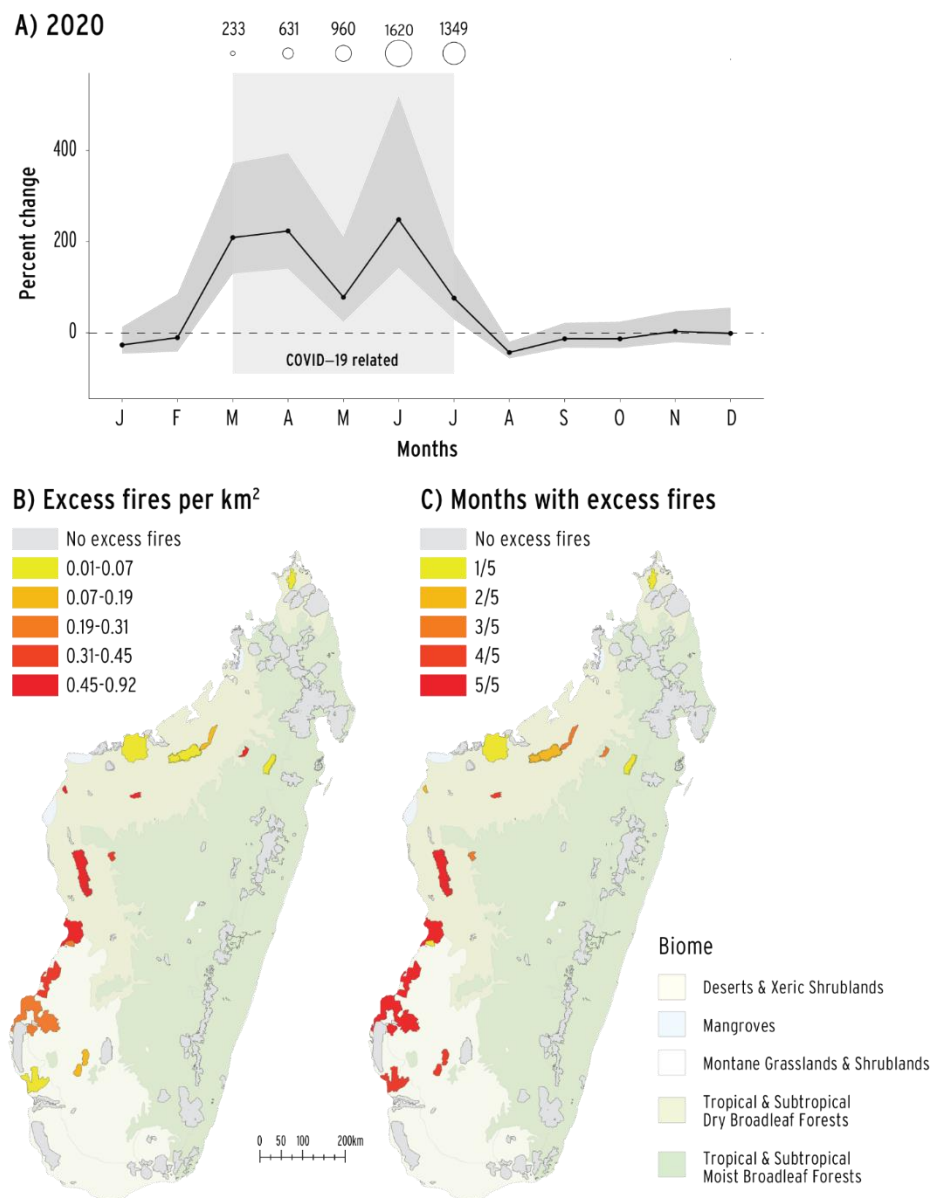 A) 2020
233 631 960 1620 1349
Percent change
400
200
0
COVID–19 related
J F M A M J J A S O N D
Months
B) Excess fires per km²
No excess fires
0.01-0.07
0.07-0.19
0.19-0.31
0.31-0.45
0.45-0.92
C) Months with excess fires
No excess fires
1/5
2/5
3/5
4/5
5/5
0 50 100 200km
Biome
Deserts & Xeric Shrublands
Mangroves
Montane Grasslands & Shrublands
Tropical & Subtropical
Dry Broadleaf Forests
Tropical & Subtropical
Moist Broadleaf Forests